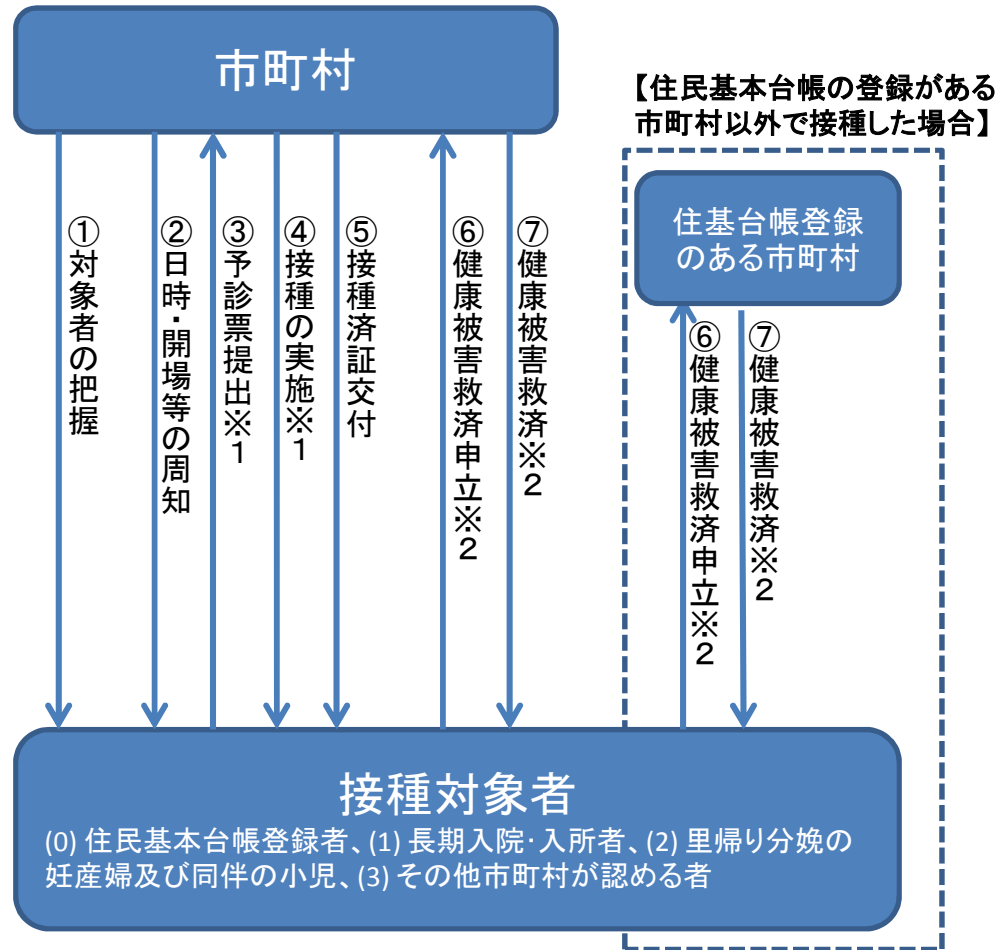 市町村
【住民基本台帳の登録がある
市町村以外で接種した場合】
住基台帳登録
のある市町村
①対象者の把握
②日時・開場等の周知
③予診票提出※１
④接種の実施※１
⑤接種済証交付
⑥健康被害救済申立※２
⑦健康被害救済※２
⑥健康被害救済申立※２
⑦健康被害救済※２
接種対象者
(0) 住民基本台帳登録者、(1) 長期入院・入所者、(2) 里帰り分娩の
妊産婦及び同伴の小児、(3) その他市町村が認める者